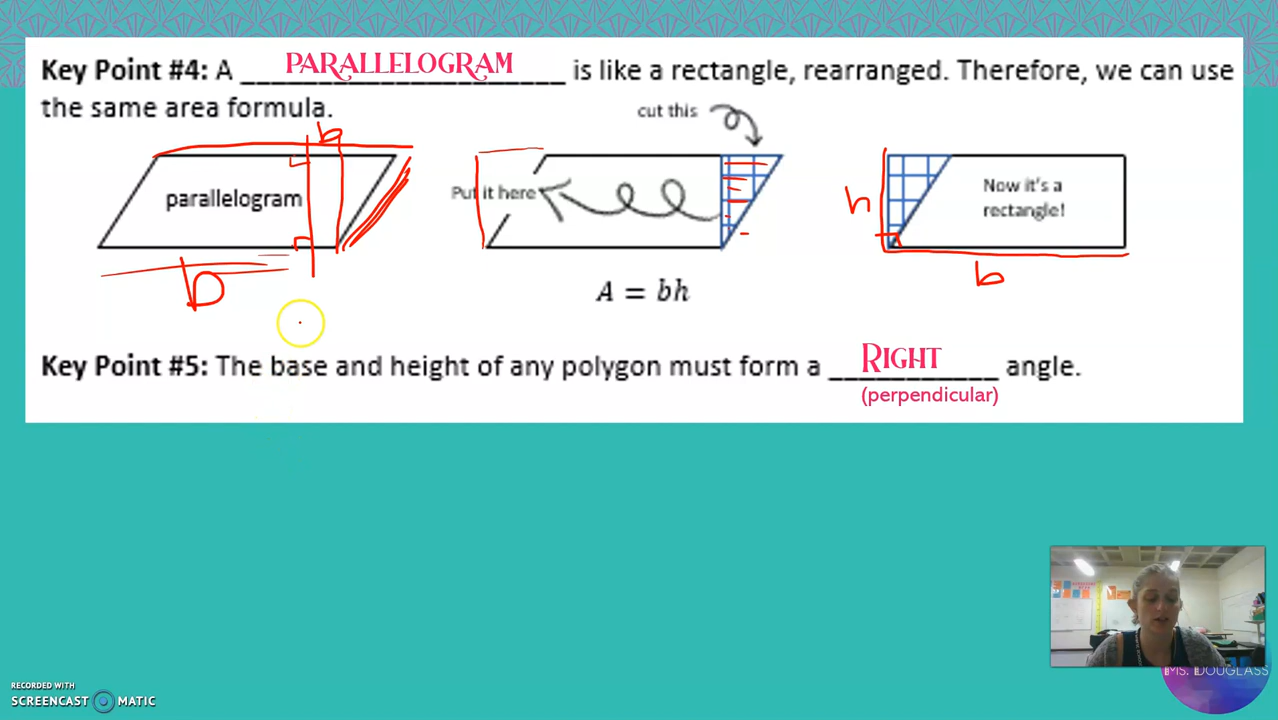 Key Point #4: A PARALLELOGRAM is like a rectangle, rearranged. Therefore, we can use
the same area formula.
cut this
b
parallelogram
Put it here
h
Now it's a
rectangle!
b
b
A = bh
Key Point #5: The base and height of any polygon must form a RIGHT angle.
(perpendicular)
MS. DOUGLASS
RECORDED WITH
SCREENCAST MATIC